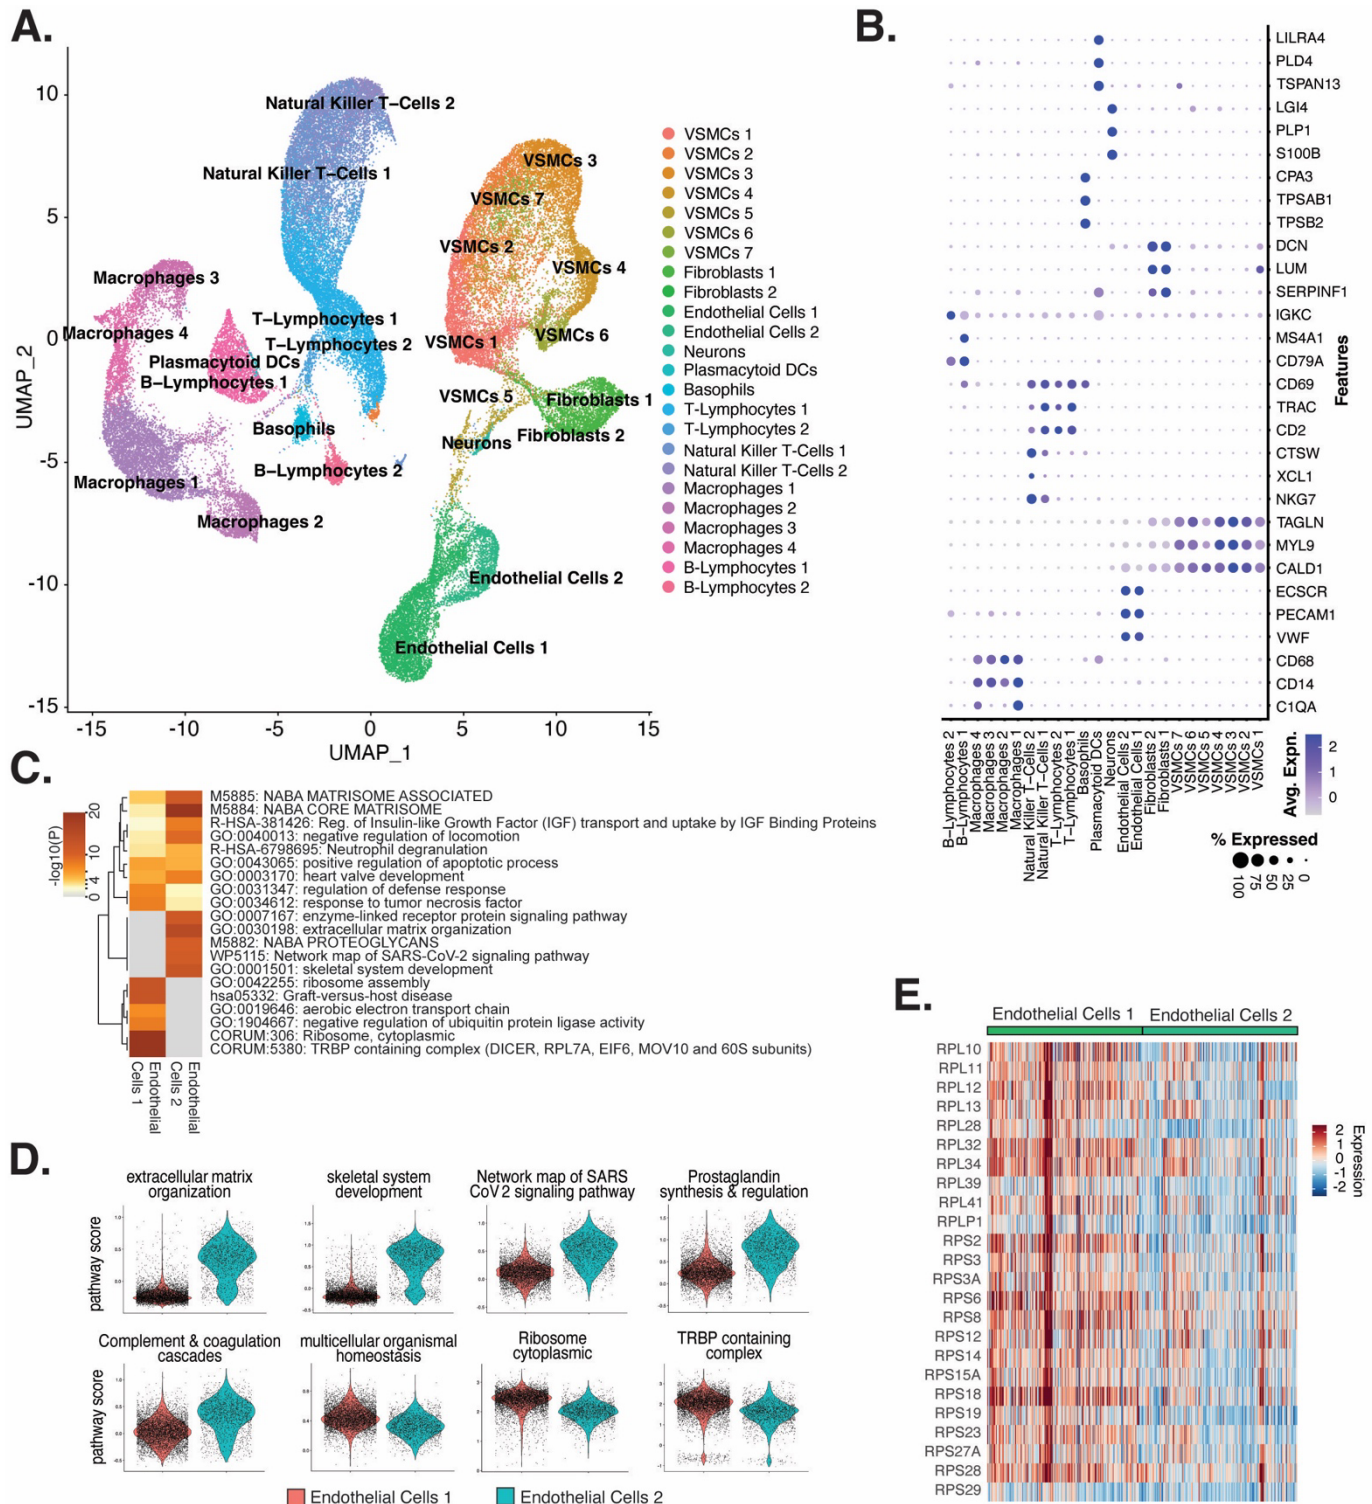 A.
10
5
0
-5
-10
-15
UMAP_2
-15
-10
-5
0
5
10
15
UMAP_1
Natural Killer T-Cells 2
Natural Killer T-Cells 1
VSMCs 3
VSMCs 7
VSMCs 2
VSMCs 4
Macrophages 3
T-Lymphocytes 1
Macrophages 4
T-Lymphocytes 2
VSMCs 1
VSMCs 6
Plasmacytoid DCs
B-Lymphocytes 1
VSMCs 5
Fibroblasts 1
Basophils
Neurons
Fibroblasts 2
B-Lymphocytes 2
Macrophages 1
Macrophages 2
Endothelial Cells 2
Endothelial Cells 1
VSMCs 1
VSMCs 2
VSMCs 3
VSMCs 4
VSMCs 5
VSMCs 6
VSMCs 7
Fibroblasts 1
Fibroblasts 2
Endothelial Cells 1
Endothelial Cells 2
Neurons
Plasmacytoid DCs
Basophils
T-Lymphocytes 1
T-Lymphocytes 2
Natural Killer T-Cells 1
Natural Killer T-Cells 2
Macrophages 1
Macrophages 2
Macrophages 3
Macrophages 4
B-Lymphocytes 1
B-Lymphocytes 2
B.
LILRA4
PLD4
TSPAN13
LGI4
PLP1
S100B
CPA3
TPSAB1
TPSB2
DCN
LUM
SERPINF1
IGKC
MS4A1
CD79A
CD69
TRAC
CD2
CTSW
XCL1
NKG7
TAGLN
MYL9
CALD1
ECSCR
PECAM1
VWF
CD68
CD14
C1QA
Features
B-Lymphocytes 2
B-Lymphocytes 1
Macrophages 4
Macrophages 3
Macrophages 2
Macrophages 1
Natural Killer T-Cells 2
Natural Killer T-Cells 1
T-Lymphocytes 2
T-Lymphocytes 1
Basophils
Plasmacytoid DCs
Neurons
Endothelial Cells 2
Endothelial Cells 1
Fibroblasts 2
Fibroblasts 1
VSMCs 7
VSMCs 6
VSMCs 5
VSMCs 4
VSMCs 3
VSMCs 2
VSMCs 1
Avg. Expn.
2
1
0
% Expressed
100
75
50
25
0
C.
-log10(P)
20
10
4
0
M5885: NABA MATRISOME ASSOCIATED
M5884: NABA CORE MATRISOME
R-HSA-381426: Reg. of Insulin-like Growth Factor (IGF) transport and uptake by IGF Binding Proteins
GO:0040013: negative regulation of locomotion
R-HSA-6798695: Neutrophil degranulation
GO:0043065: positive regulation of apoptotic process
GO:0003170: heart valve development
GO:0031347: regulation of defense response
GO:0034612: response to tumor necrosis factor
GO:0007167: enzyme-linked receptor protein signaling pathway
GO:0030198: extracellular matrix organization
M5882: NABA PROTEOGLYCANS
WP5115: Network map of SARS-CoV-2 signaling pathway
GO:0001501: skeletal system development
GO:0042255: ribosome assembly
hsa05332: Graft-versus-host disease
GO:0019646: aerobic electron transport chain
GO:1904667: negative regulation of ubiquitin protein ligase activity
CORUM:306: Ribosome, cytoplasmic
CORUM:5380: TRBP containing complex (DICER, RPL7A, EIF6, MOV10 and 60S subunits)
Endothelial
Cells 1
Endothelial
Cells 2
D.
extracellular matrix
organization
skeletal system
development
Network map of SARS
CoV 2 signaling pathway
Prostaglandin
synthesis & regulation
pathway score
Complement & coagulation
cascades
multicellular organismal
homeostasis
Ribosome
cytoplasmic
TRBP containing
complex
pathway score
Endothelial Cells 1
Endothelial Cells 2
E.
Endothelial Cells 1
Endothelial Cells 2
RPL10
RPL11
RPL12
RPL13
RPL28
RPL32
RPL34
RPL39
RPL41
RPLP1
RPS2
RPS3
RPS3A
RPS6
RPS8
RPS12
RPS14
RPS15A
RPS18
RPS19
RPS23
RPS27A
RPS28
RPS29
2
1
0
-1
-2
Expression